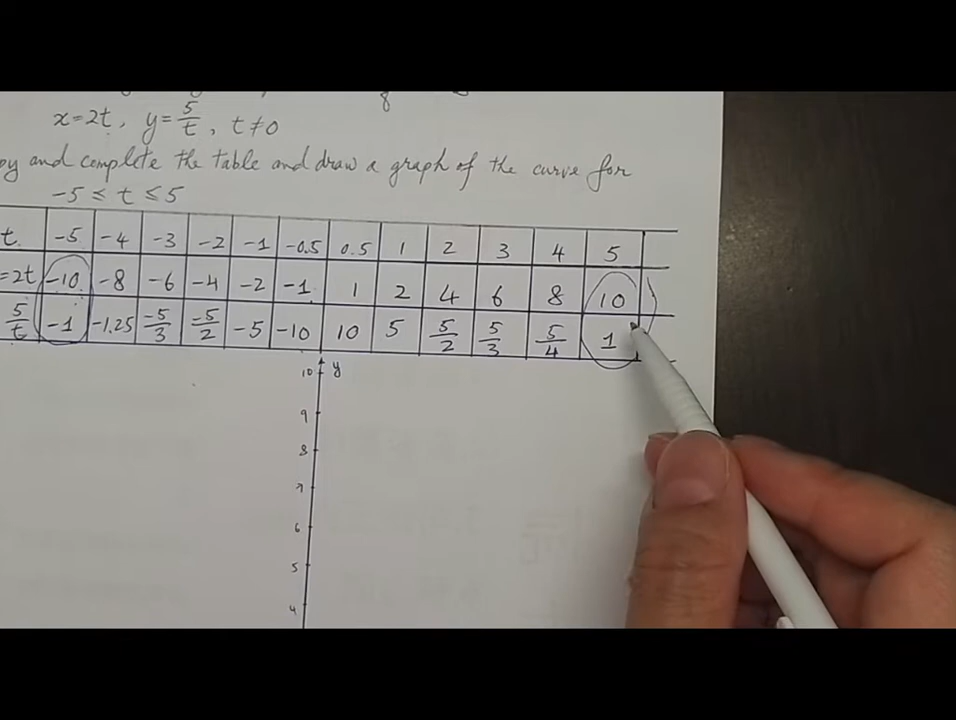 x=2t, y=5/t, t≠0
py and complete the table and draw a graph of the curve for
-5 ≤ t ≤ 5
t -5 -4 -3 -2 -1 -0.5 0.5 1 2 3 4 5
=2t -10 -8 -6 -4 -2 -1 1 2 4 6 8 10
5/t -1 -1.25 -5/3 -5/2 -5 -10 10 5 5/2 5/3 5/4 1
10 y
9
8
7
6
5
4